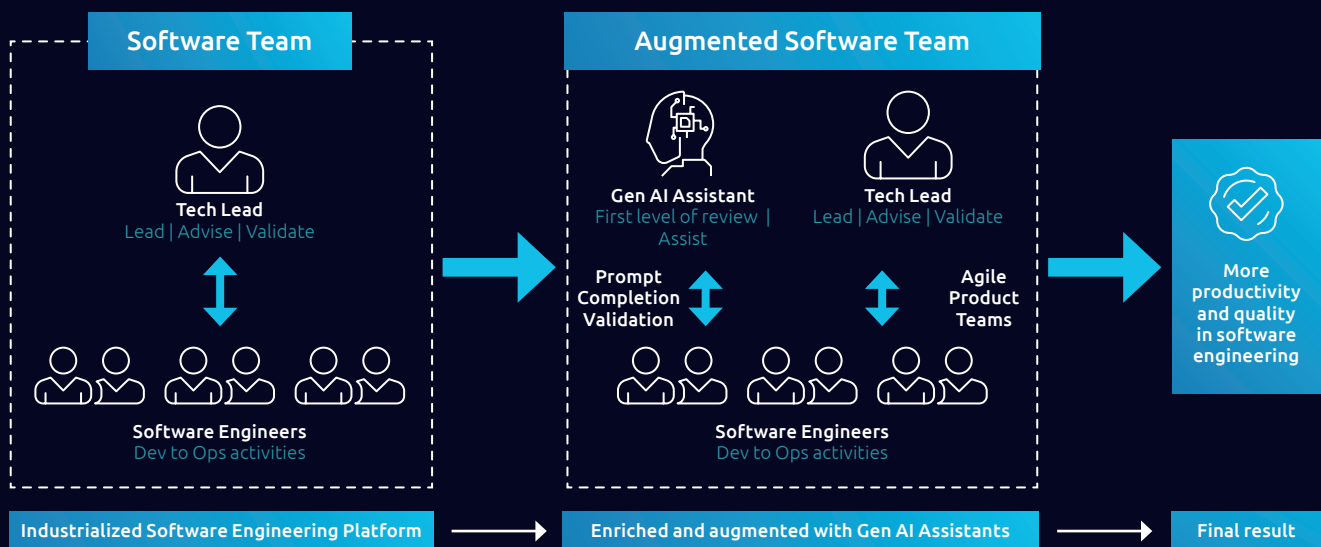 Software Team
Tech Lead
Lead | Advise | Validate
Software Engineers
Dev to Ops activities
Industrialized Software Engineering Platform
Augmented Software Team
Gen AI Assistant
First level of review |
Assist
Tech Lead
Lead | Advise | Validate
Prompt
Completion
Validation
Agile
Product
Teams
Software Engineers
Dev to Ops activities
Enriched and augmented with Gen AI Assistants
More
productivity
and quality
in software
engineering
Final result